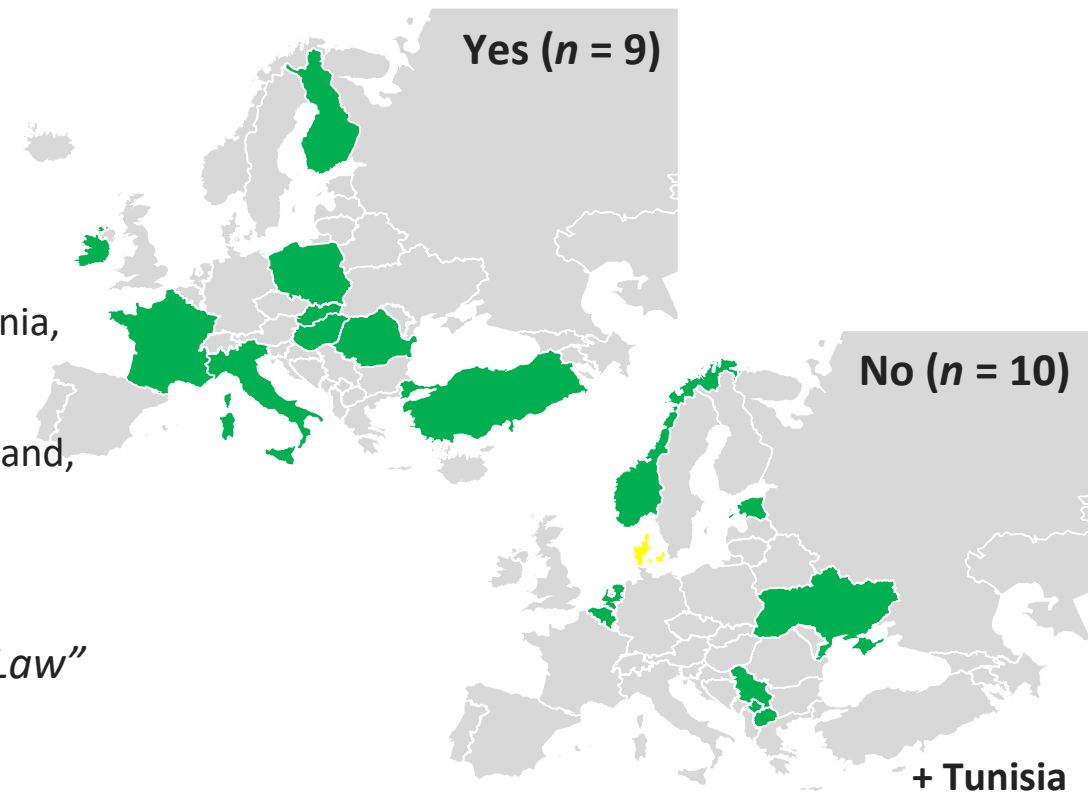 Yes (n = 9)
nia,
No (n = 10)
and,
Law”
+ Tunisia